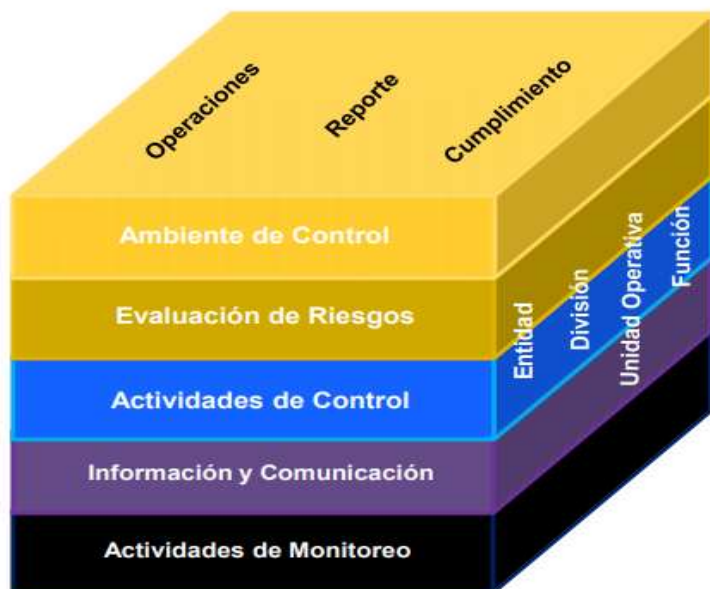 Operaciones
Reporte
Cumplimiento
Ambiente de Control
Evaluación de Riesgos
Actividades de Control
Información y Comunicación
Actividades de Monitoreo
Entidad
División
Unidad Operativa
Función